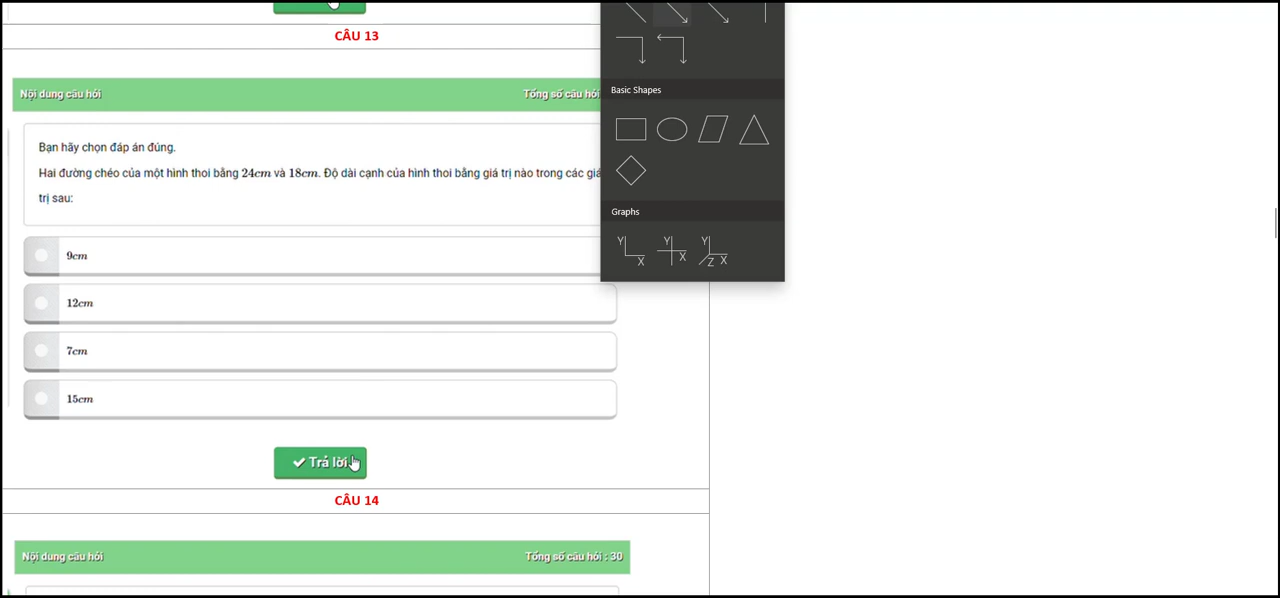 CÂU 13
Nội dung câu hỏi
Tổng số câu hỏi
Bạn hãy chọn đáp án đúng.
Hai đường chéo của một hình thoi bằng 24cm và 18cm. Độ dài cạnh của hình thoi bằng giá trị nào trong các giá
trị sau:
9cm
12cm
7cm
15cm
Trả lời
CÂU 14
Nội dung câu hỏi
Tổng số câu hỏi : 30
Basic Shapes
Graphs
Y X
Y X
Y Z X